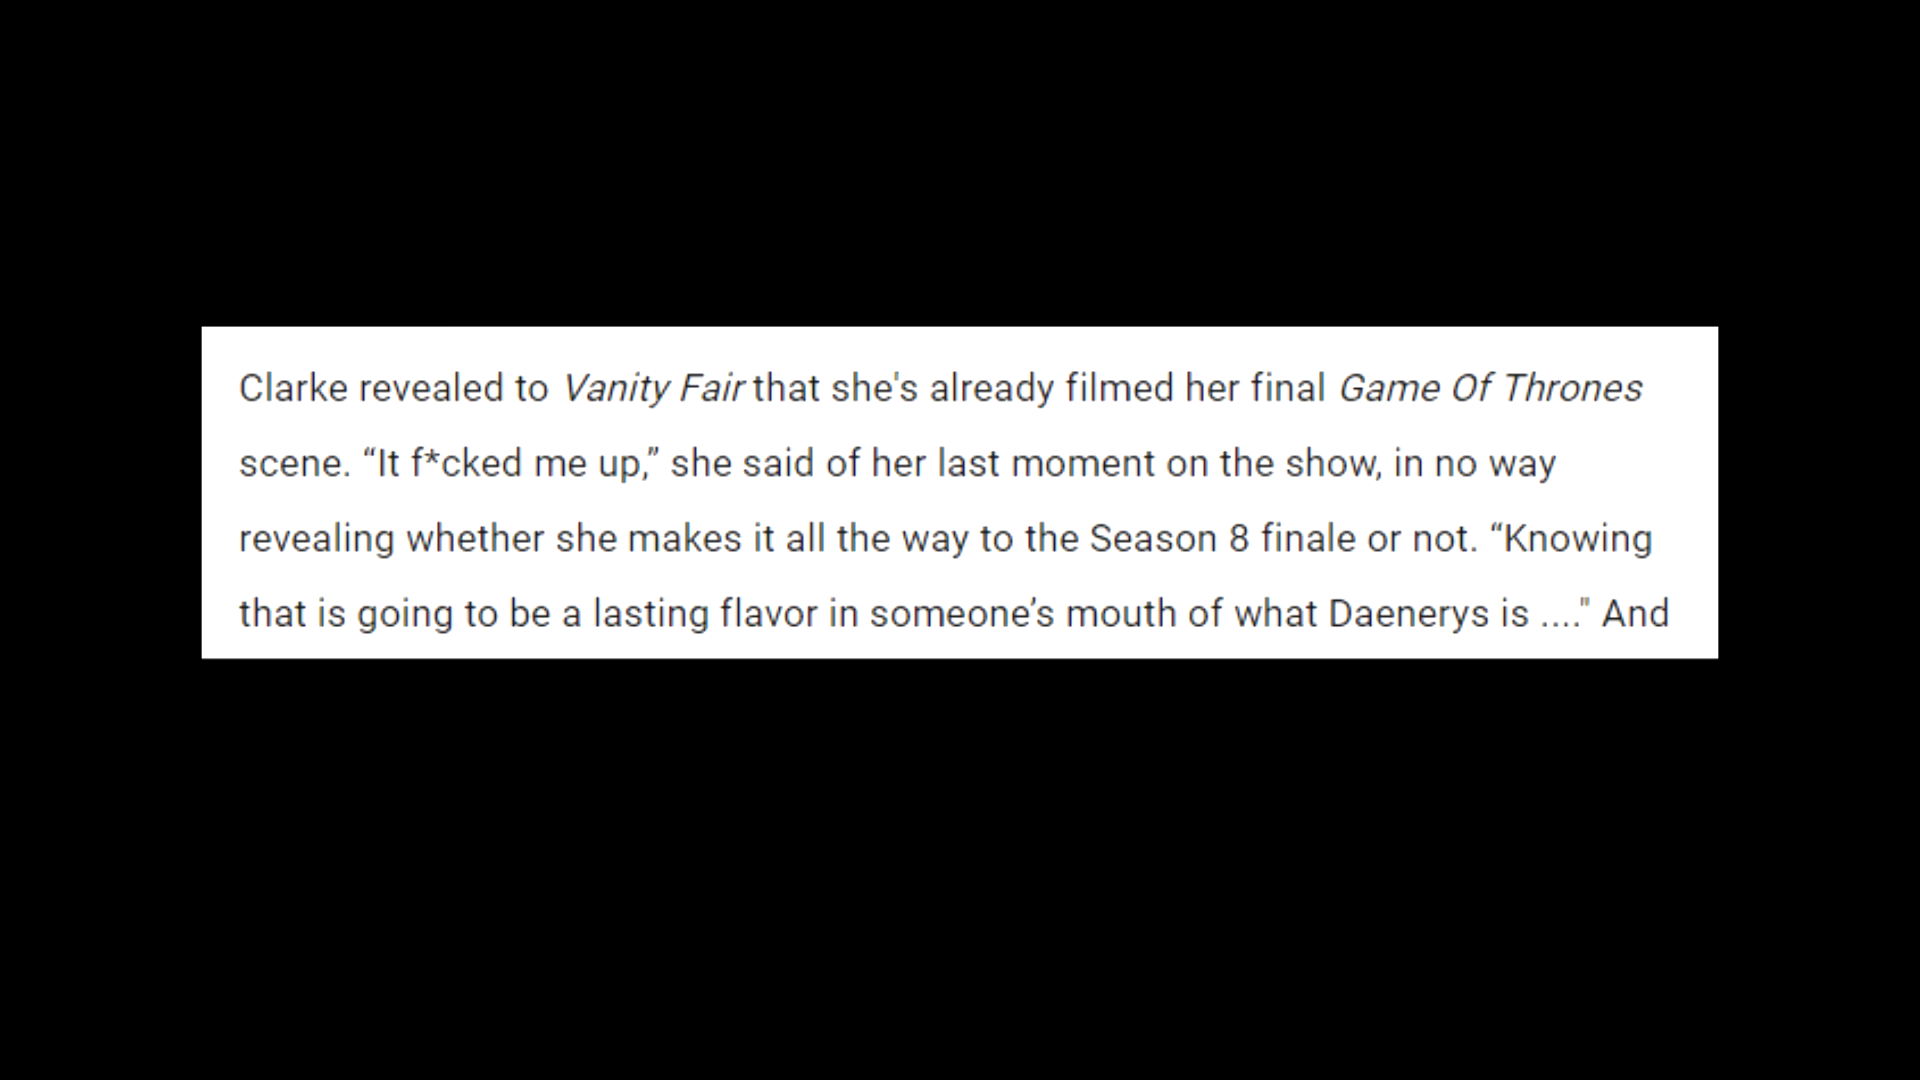 Clarke revealed to Vanity Fair that she's already filmed her final Game Of Thrones
scene. “It f*cked me up,” she said of her last moment on the show, in no way
revealing whether she makes it all the way to the Season 8 finale or not. “Knowing
that is going to be a lasting flavor in someone’s mouth of what Daenerys is ...." And